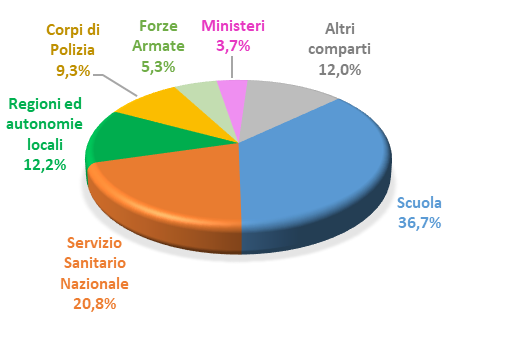 Corpi di
Polizia
9,3%
Forze
Armate
5,3%
Ministeri
3,7%
Altri
comparti
12,0%
Regioni ed
autonomie
locali
12,2%
Scuola
36,7%
Servizio
Sanitario
Nazionale
20,8%